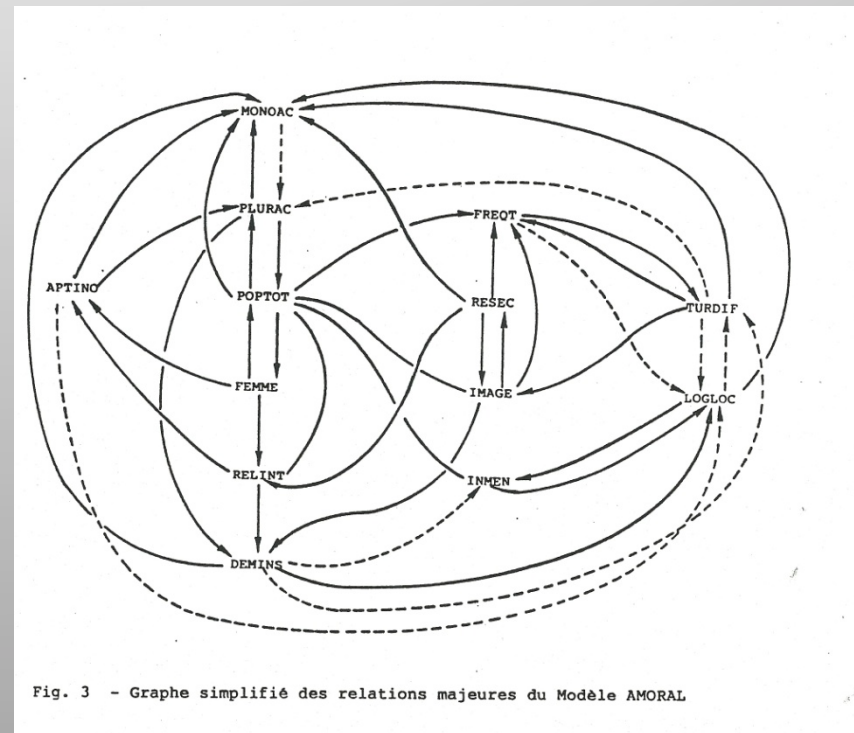 MONOAC
PLURAC
FREQT
APTINO
POPTOT
RESEC
TURDIF
FEMME
IMAGE
LOGLOC
RELINT
INMEN
DEMINS
Fig. 3 - Graphe simplifié des relations majeures du Modèle AMORAL